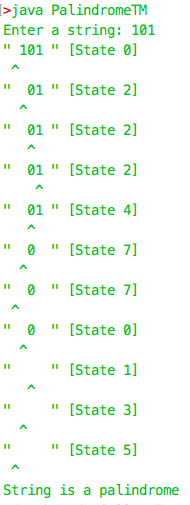 >java PalindromeTM
Enter a string: 101
" 101 " [State 0]
  ^
"  01 " [State 2]
   ^
"  01 " [State 2]
    ^
"  01 " [State 2]
     ^
"  01 " [State 4]
    ^
"  0  " [State 7]
   ^
"  0  " [State 7]
  ^
"  0  " [State 0]
   ^
"     " [State 1]
    ^
"     " [State 3]
   ^
"     " [State 5]
  ^
String is a palindrome